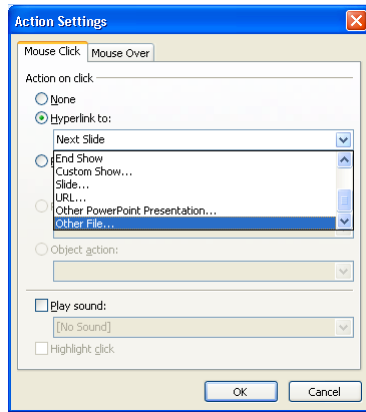 Action Settings
Mouse Click
Mouse Over
Action on click
None
Hyperlink to:
Next Slide
End Show
Custom Show...
Slide...
URL...
Other PowerPoint Presentation...
Other File...
Object action:
Play sound:
[No Sound]
Highlight click
OK
Cancel